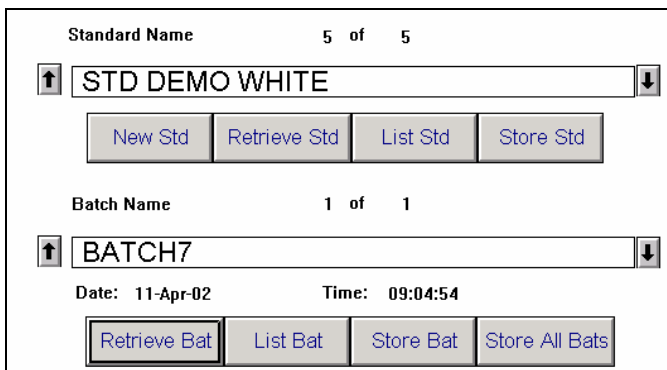 Standard Name 5 of 5
STD DEMO WHITE
New Std Retrieve Std List Std Store Std
Batch Name 1 of 1
BATCH7
Date: 11-Apr-02 Time: 09:04:54
Retrieve Bat List Bat Store Bat Store All Bats